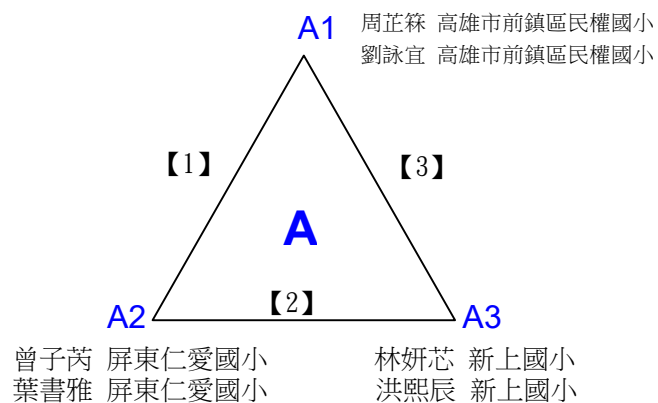 A1
周芷箖 高雄市前鎮區民權國小
劉詠宜 高雄市前鎮區民權國小
【1】
【3】
A
【2】
A2
A3
曾子芮 屏東仁愛國小
葉書雅 屏東仁愛國小
林妍芯 新上國小
洪熙辰 新上國小